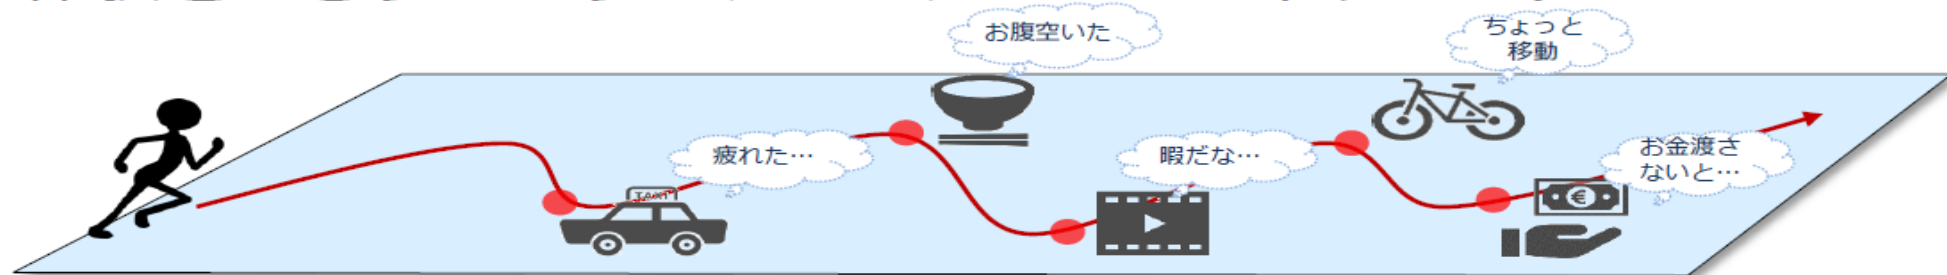 お腹空いた
ちょっと
移動
疲れた…
暇だな…
お金渡さ
ないと…
TAXI
€